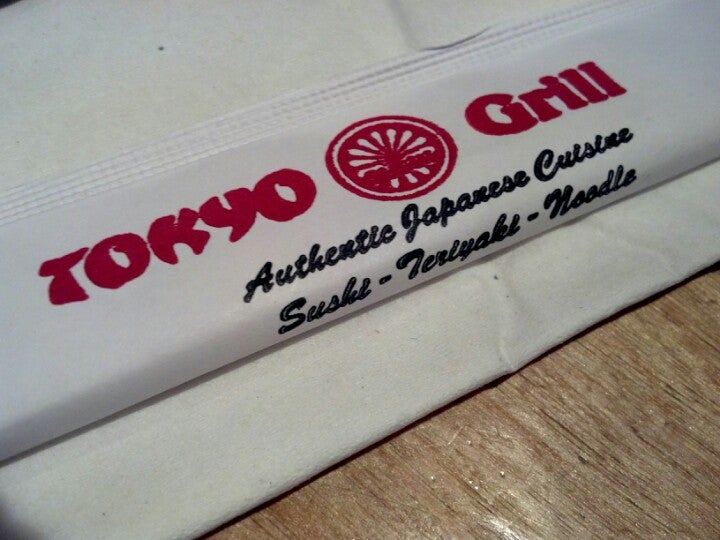 TOKYO Grill
Authentic Japanese Cuisine
Sushi - Teriyaki - Noodle